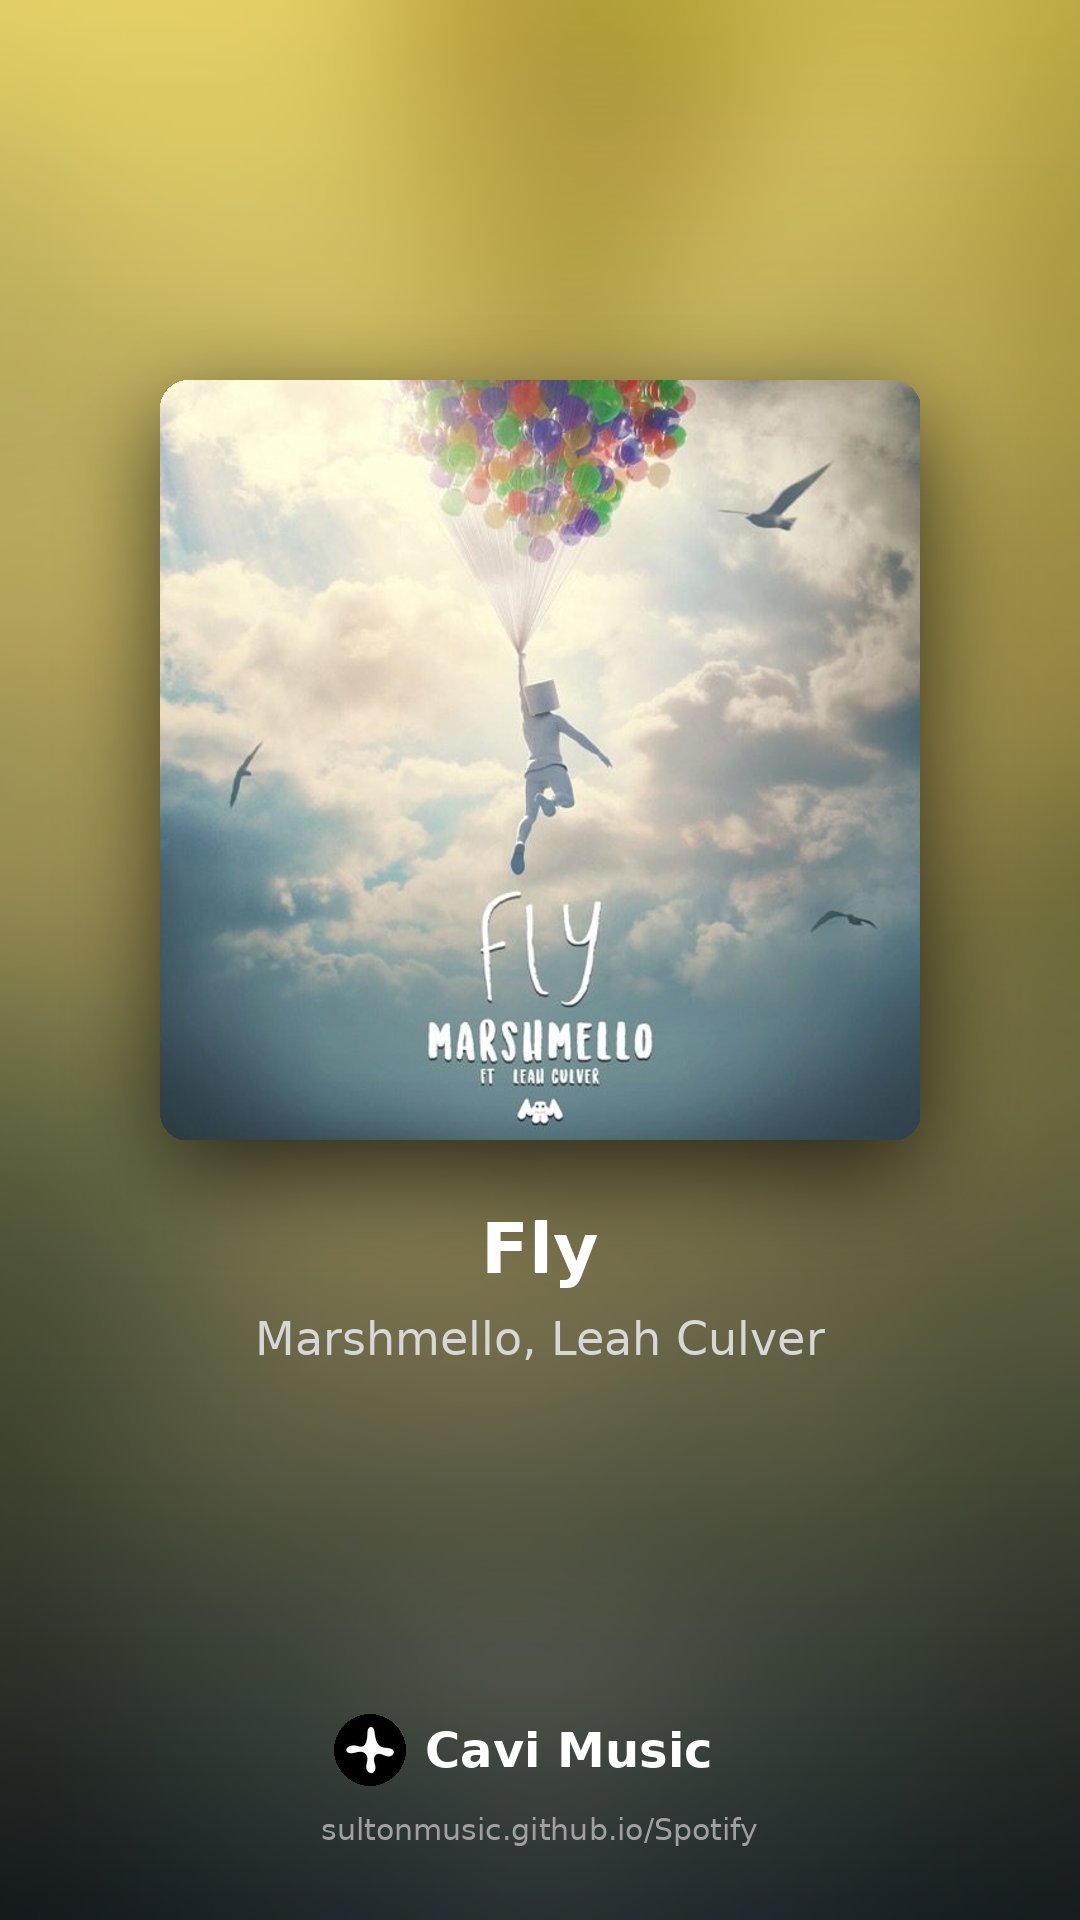 fly
MARSHMELLO
FT LEAH CULVER
Fly
Marshmello, Leah Culver
Cavi Music
sultonmusic.github.io/Spotify